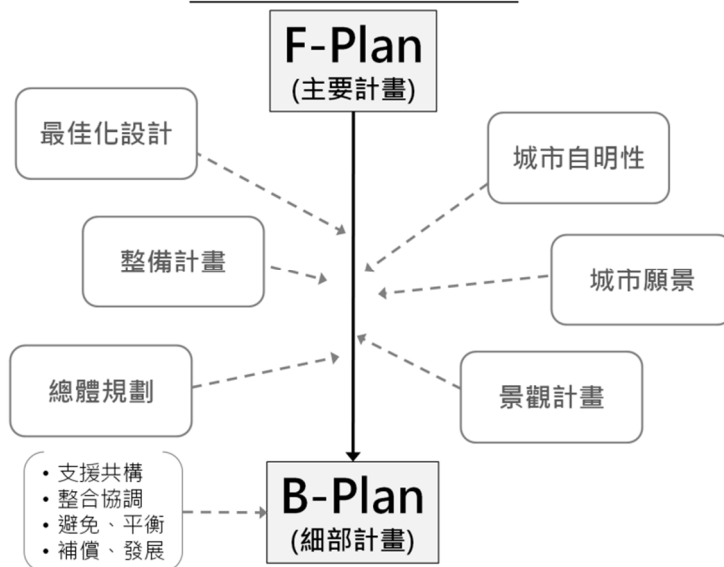 F-Plan
(主要計畫)
最佳化設計
城市自明性
整備計畫
城市願景
總體規劃
景觀計畫
• 支援共構
• 整合協調
• 避免、平衡
• 補償、發展
B-Plan
(細部計畫)